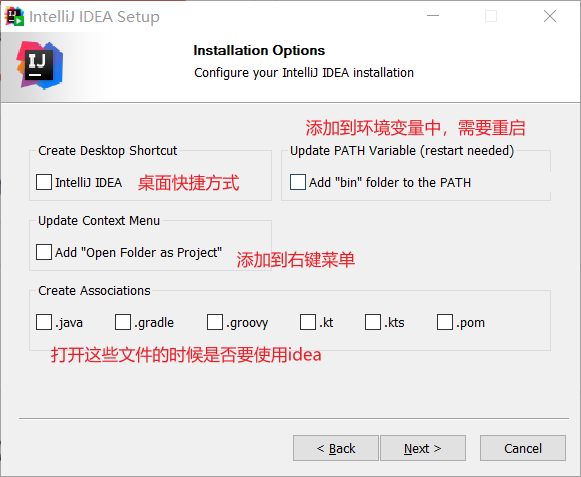 IntelliJ IDEA Setup
IJ
Installation Options
Configure your IntelliJ IDEA installation
添加到环境变量中，需要重启
Create Desktop Shortcut
Update PATH Variable (restart needed)
IntelliJ IDEA
桌面快捷方式
Add "bin" folder to the PATH
Update Context Menu
Add "Open Folder as Project"
添加到右键菜单
Create Associations
.java
.gradle
.groovy
.kt
.kts
.pom
打开这些文件的时候是否要使用idea
< Back
Next >
Cancel